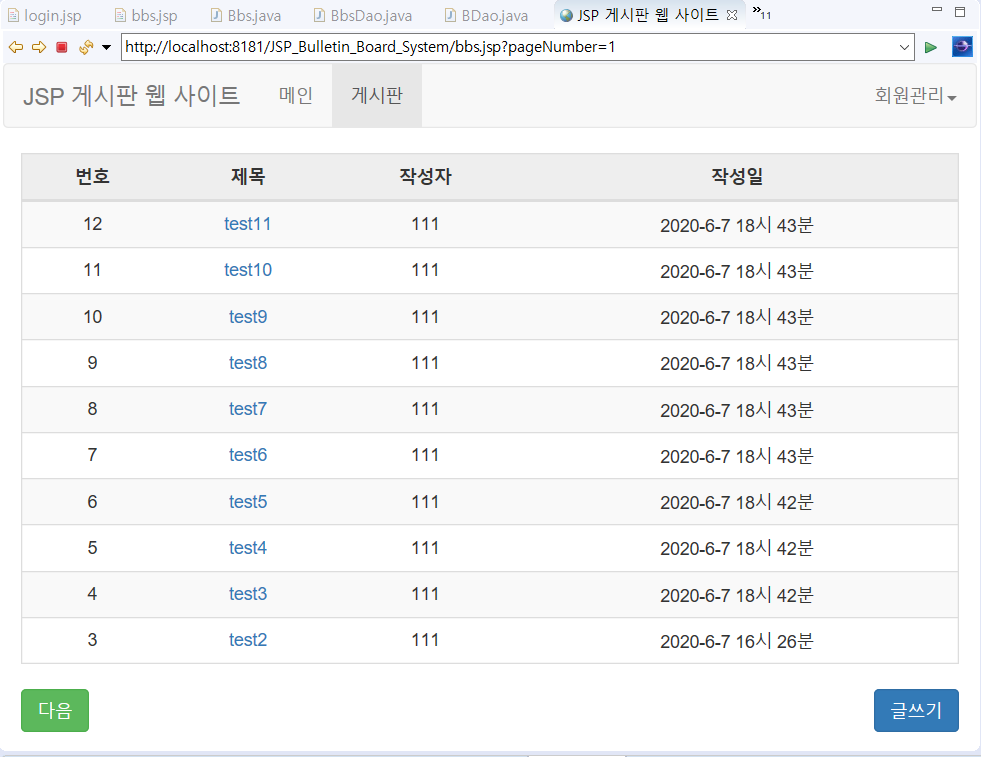 login.jsp bbs.jsp Bbs.java BbsDao.java BDao.java JSP 게시판 웹 사이트 »11
http://localhost:8181/JSP_Bulletin_Board_System/bbs.jsp?pageNumber=1
JSP 게시판 웹 사이트 메인 게시판 회원관리
번호 제목 작성자 작성일
12 test11 111 2020-6-7 18시 43분
11 test10 111 2020-6-7 18시 43분
10 test9 111 2020-6-7 18시 43분
9 test8 111 2020-6-7 18시 43분
8 test7 111 2020-6-7 18시 43분
7 test6 111 2020-6-7 18시 43분
6 test5 111 2020-6-7 18시 42분
5 test4 111 2020-6-7 18시 42분
4 test3 111 2020-6-7 18시 42분
3 test2 111 2020-6-7 16시 26분
다음 글쓰기